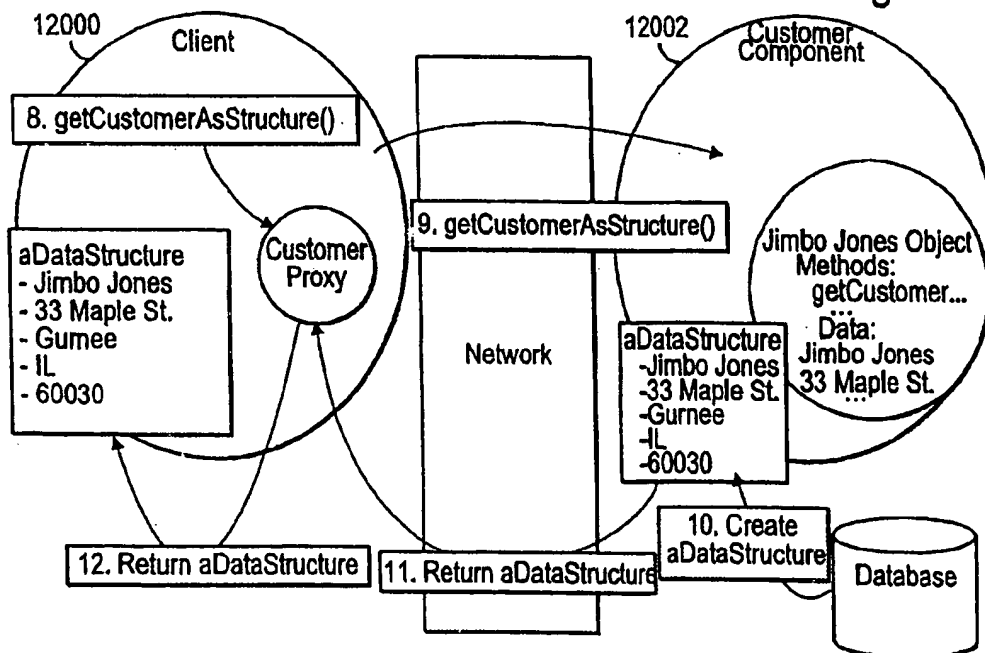 12000
Client
8. getCustomerAsStructure()
aDataStructure
- Jimbo Jones
- 33 Maple St.
- Gurnee
- IL
- 60030
Customer
Proxy
12. Return aDataStructure
Network
9. getCustomerAsStructure()
11. Return aDataStructure
12002
Customer
Component
Jimbo Jones Object
Methods:
getCustomer...
...
Data:
Jimbo Jones
33 Maple St.
...
aDataStructure
-Jimbo Jones
-33 Maple St.
-Gurnee
-IL
-60030
10. Create
aDataStructure
Database